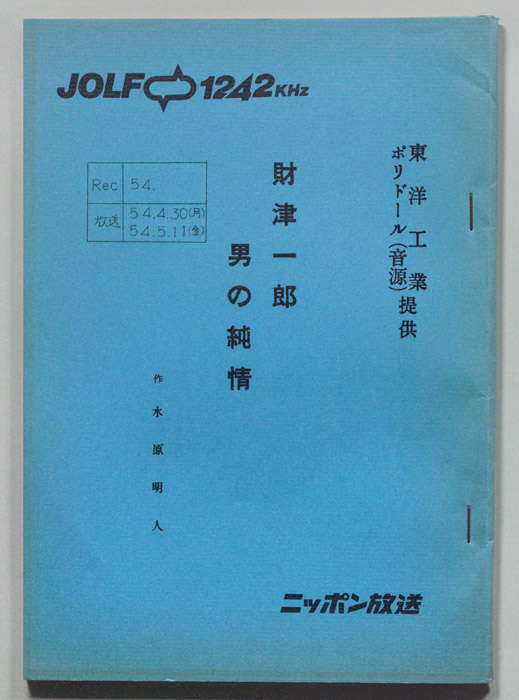 JOLF 1242 KHz
東洋工業
ポリドール(音源)提供
財津一郎
男の純情
Rec 54.
放送 54.4.30(月)
54.5.11(金)
作 水原明人
ニッポン放送